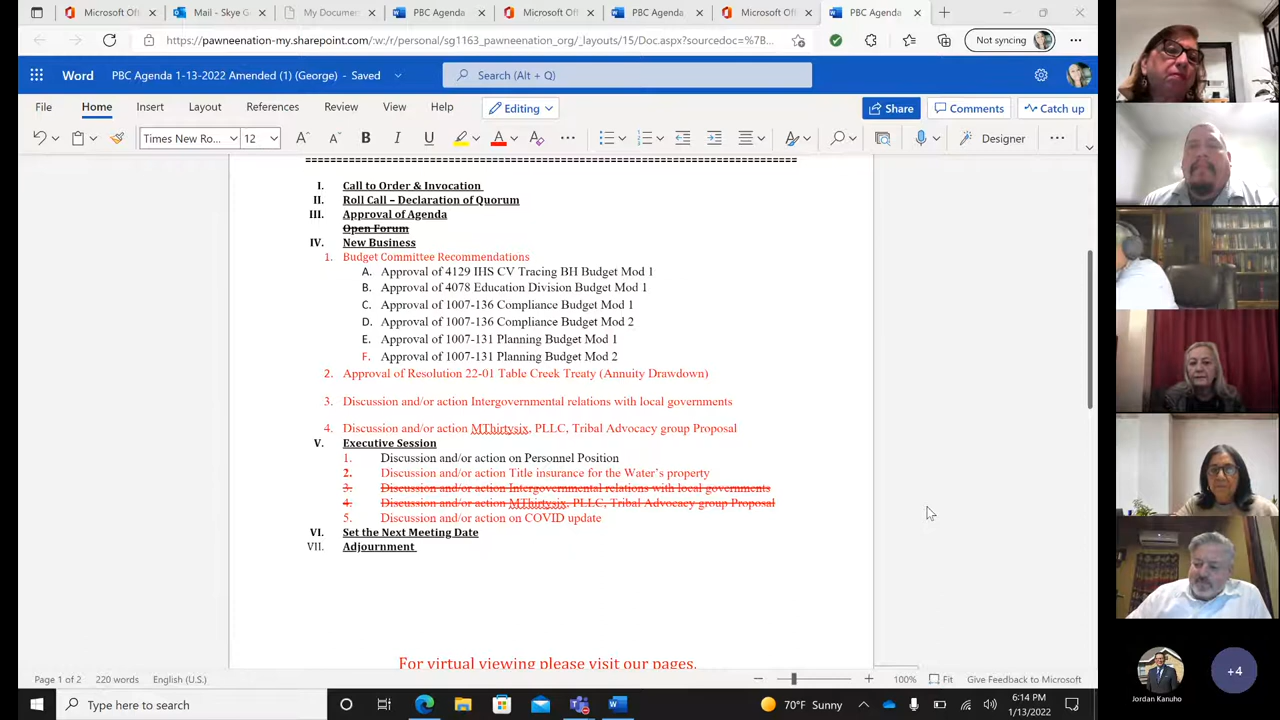 Microsoft Offi
Mail - Skye G
My Docume
PBC Agenda
Microsoft Offic
PBC Agenda
Microsoft Offic
PBC Agenda
https://pawneenation-my.sharepoint.com/:w:/r/personal/sg1163_pawneenation_org/_layouts/15/Doc.aspx?sourcedoc=%7B...
Not syncing
Word PBC Agenda 1-13-2022 Amended (1) (George) - Saved
Search (Alt + Q)
File Home Insert Layout References Review View Help Editing Share Comments Catch up
Times New Ro... 12 A A B I U A Designer
I. Call to Order & Invocation
II. Roll Call – Declaration of Quorum
III. Approval of Agenda
Open Forum
IV. New Business
1. Budget Committee Recommendations
A. Approval of 4129 IHS CV Tracing BH Budget Mod 1
B. Approval of 4078 Education Division Budget Mod 1
C. Approval of 1007-136 Compliance Budget Mod 1
D. Approval of 1007-136 Compliance Budget Mod 2
E. Approval of 1007-131 Planning Budget Mod 1
F. Approval of 1007-131 Planning Budget Mod 2
2. Approval of Resolution 22-01 Table Creek Treaty (Annuity Drawdown)
3. Discussion and/or action Intergovernmental relations with local governments
4. Discussion and/or action MThirtysix, PLLC, Tribal Advocacy group Proposal
V. Executive Session
1. Discussion and/or action on Personnel Position
2. Discussion and/or action Title insurance for the Water's property
3. Discussion and/or action Intergovernmental relations with local governments
4. Discussion and/or action MThirtysix, PLLC, Tribal Advocacy group Proposal
5. Discussion and/or action on COVID update
VI. Set the Next Meeting Date
VII. Adjournment
For virtual viewing please visit our pages.
Page 1 of 2 220 words English (U.S.) 100% Fit Give Feedback to Microsoft
Type here to search
70°F Sunny
6:14 PM
1/13/2022
Jordan Kanuho
+4